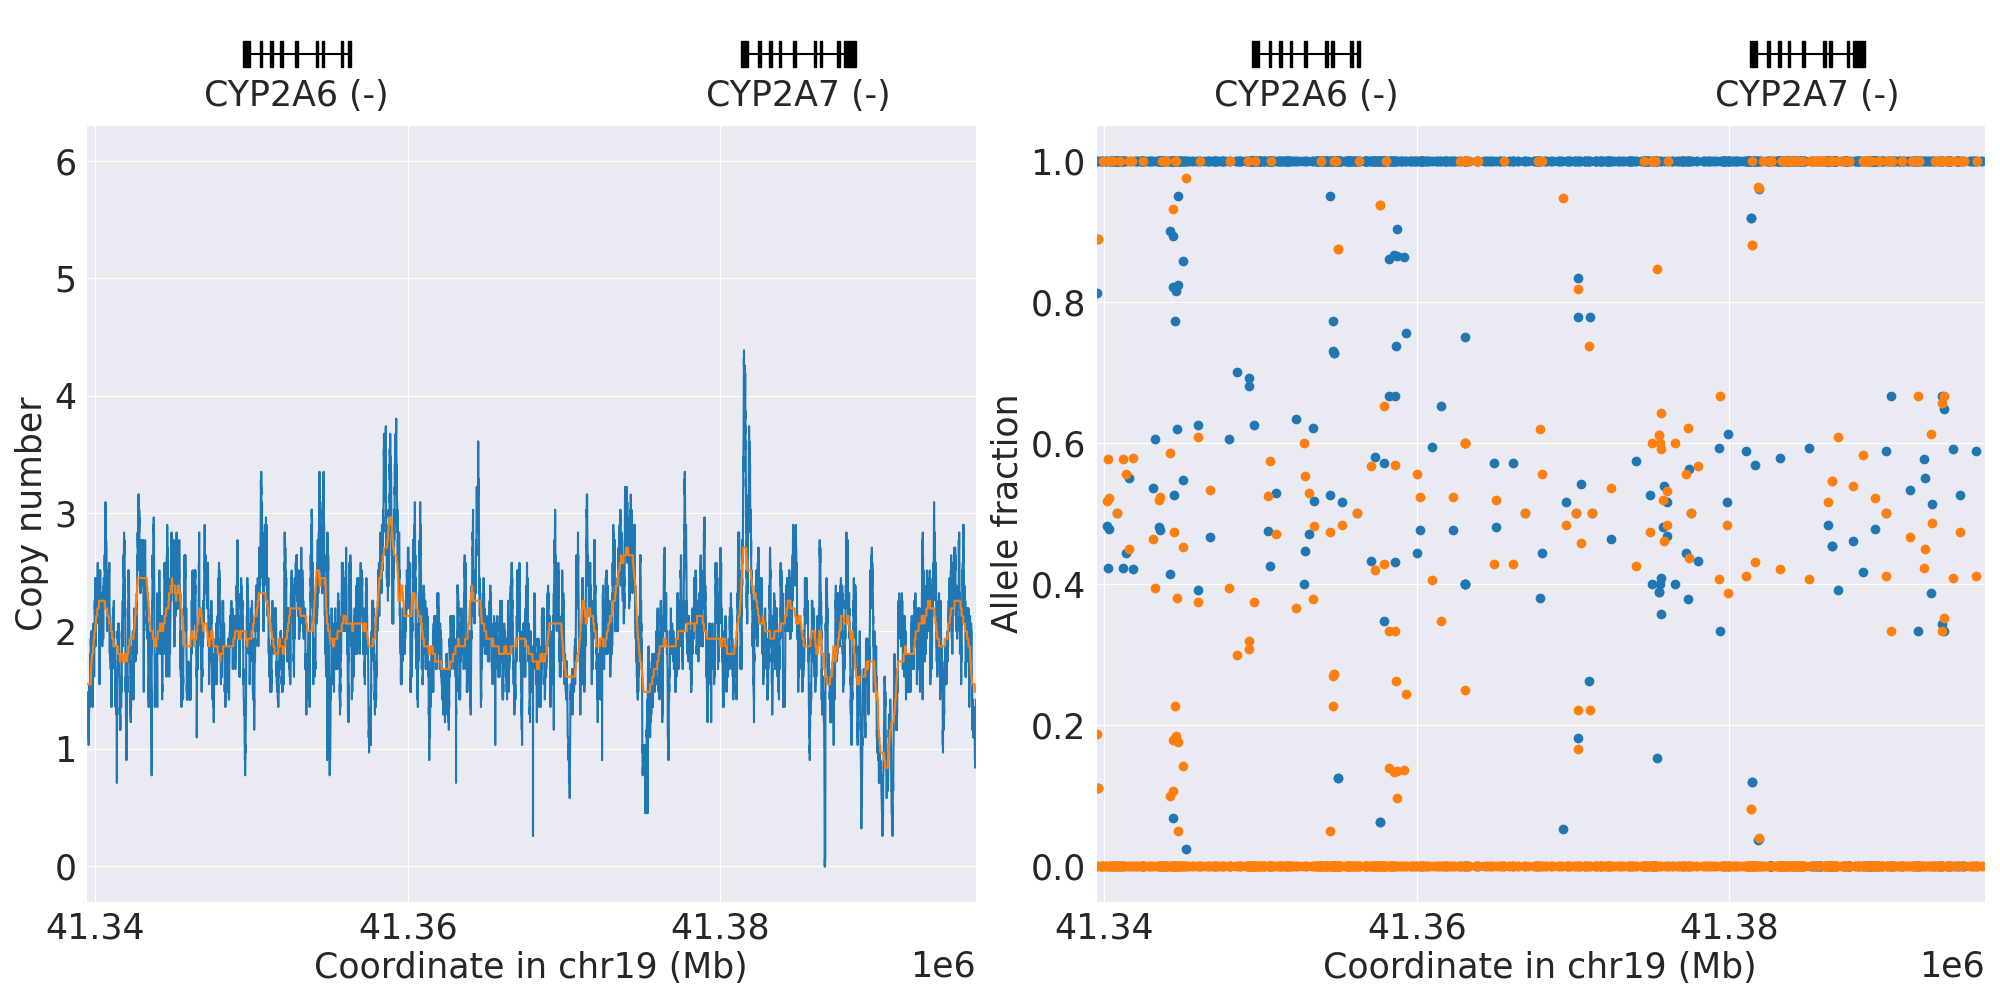 CYP2A6 (-)
CYP2A7 (-)
CYP2A6 (-)
CYP2A7 (-)
Copy number
6
5
4
3
2
1
0
41.34
41.36
41.38
Coordinate in chr19 (Mb)
1e6
Allele fraction
1.0
0.8
0.6
0.4
0.2
0.0
41.34
41.36
41.38
Coordinate in chr19 (Mb)
1e6